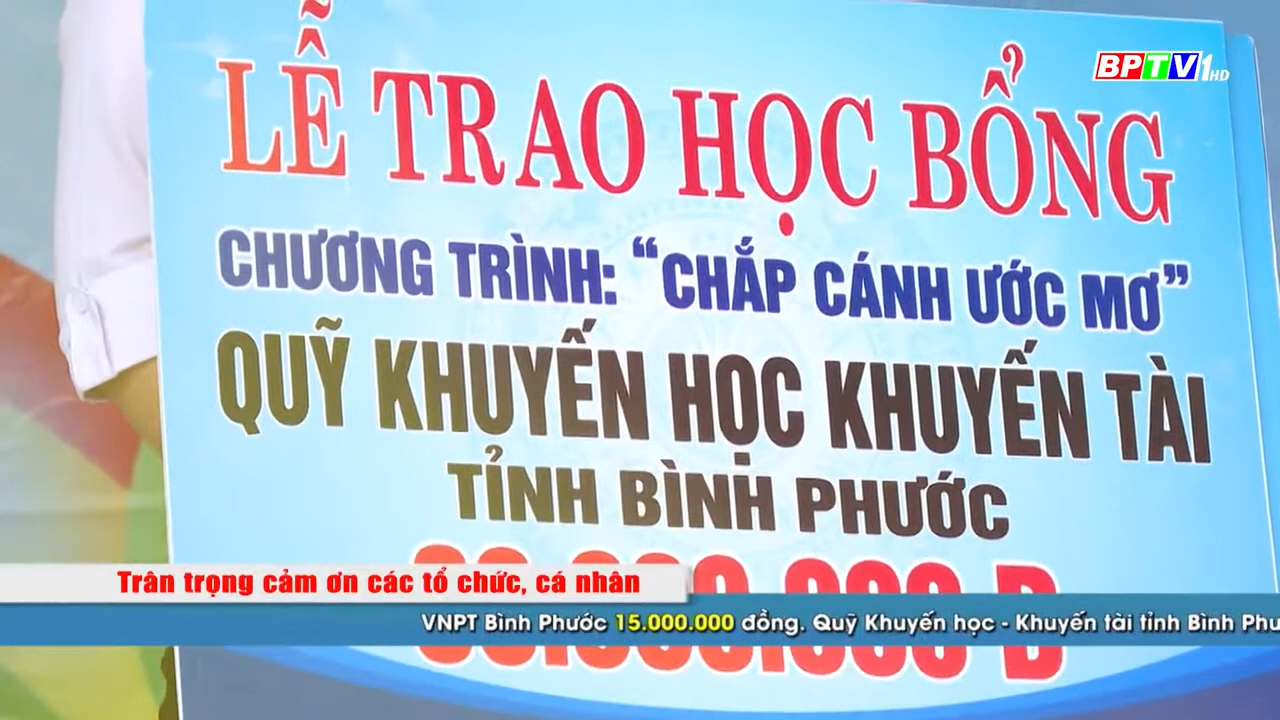 BPTV1HD
LỄ TRAO HỌC BỔNG
CHƯƠNG TRÌNH: “CHẮP CÁNH ƯỚC MƠ”
QUỸ KHUYẾN HỌC KHUYẾN TÀI
TỈNH BÌNH PHƯỚC
Trân trọng cảm ơn các tổ chức, cá nhân
VNPT Bình Phước 15.000.000 đồng. Quỹ Khuyến học - Khuyến tài tỉnh Bình Phư